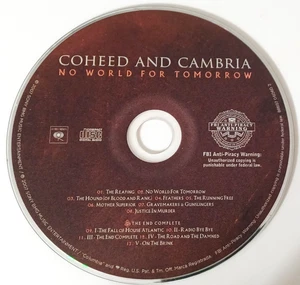 COHEED AND CAMBRIA
NO WORLD FOR TOMORROW
FBI ANTI-PIRACY
WARNING
FBI Anti-Piracy Warning:
Unauthorized copying is
punishable under federal law.
01. THE REAPING 02. NO WORLD FOR TOMORROW
03. THE HOUND (OF BLOOD AND RANK) 04. FEATHERS 05. THE RUNNING FREE
06. MOTHER SUPERIOR 07. GRAVEMAKERS & GUNSLINGERS
08. JUSTICE IN MURDER
THE END COMPLETE
09. I - THE FALL OF HOUSE ATLANTIC 10. II - RADIO BYE BYE
11. III - THE END COMPLETE 12. IV - THE ROAD AND THE DAMNED
13. V - ON THE BRINK